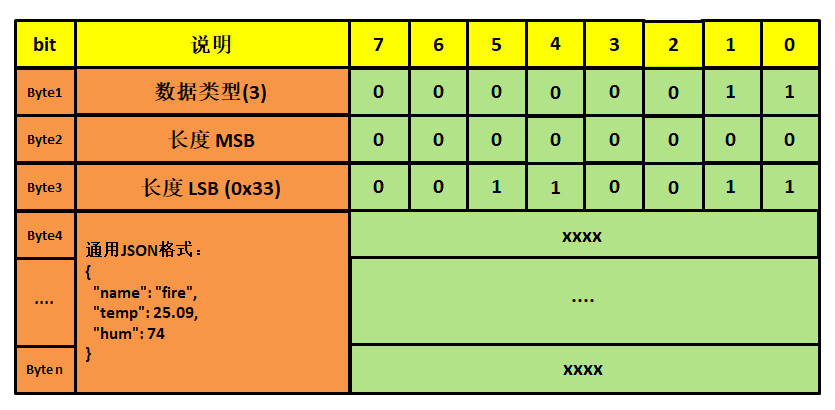 bit 说明 7 6 5 4 3 2 1 0
Byte1 数据类型(3) 0 0 0 0 0 0 1 1
Byte2 长度 MSB 0 0 0 0 0 0 0 0
Byte3 长度 LSB (0x33) 0 0 1 1 0 0 1 1
Byte4 xxxx
通用JSON格式：
{
"name": "fire",
.... "temp": 25.09, ....
"hum": 74
}
Byte n xxxx